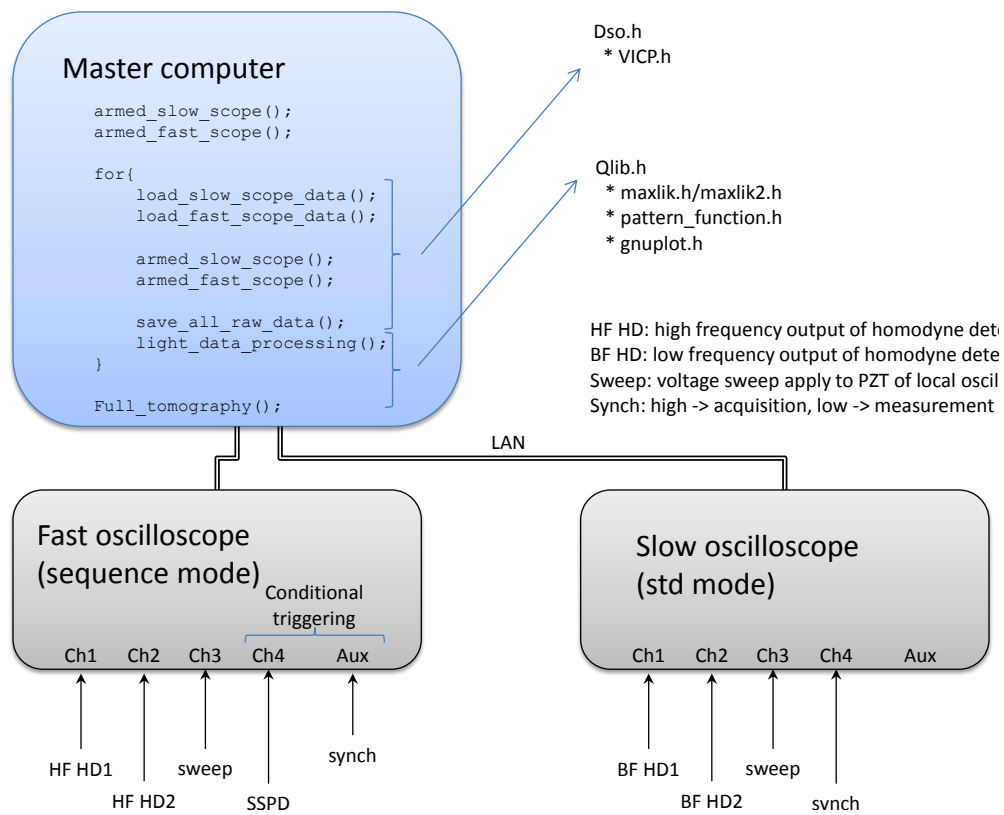 Master computer
armed_slow_scope();
armed_fast_scope();
for{
load_slow_scope_data();
load_fast_scope_data();
armed_slow_scope();
armed_fast_scope();
save_all_raw_data();
light_data_processing();
}
Full_tomography();
Dso.h
* VICP.h
Qlib.h
* maxlik.h/maxlik2.h
* pattern_function.h
* gnuplot.h
HF HD: high frequency output of homodyne
BF HD: low frequency output of homodyne
Sweep: voltage sweep apply to PZT of local
Synch: high -> acquisition, low -> measurement
LAN
Fast oscilloscope
(sequence mode)
Conditional
triggering
Ch1 Ch2 Ch3 Ch4 Aux
HF HD1
HF HD2
sweep
SSPD
synch
Slow oscilloscope
(std mode)
Ch1 Ch2 Ch3 Ch4 Aux
BF HD1
BF HD2
sweep
synch